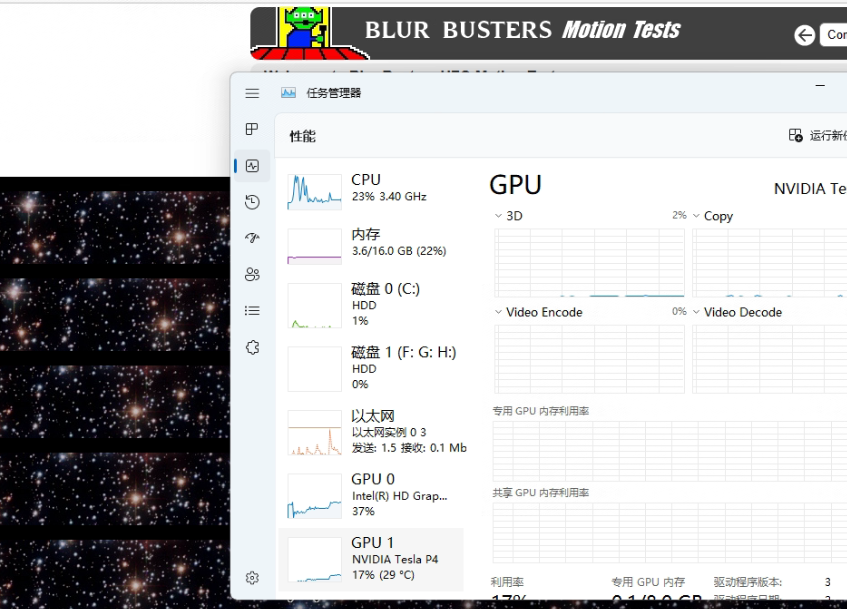 BLUR BUSTERS Motion Tests
任务管理器
性能
CPU
23% 3.40 GHz
内存
3.6/16.0 GB (22%)
磁盘 0 (C:)
HDD
1%
磁盘 1 (F: G: H:)
HDD
0%
以太网
以太网实例 0 3
发送: 1.5 接收: 0.1 Mb
GPU 0
Intel(R) HD Grap...
37%
GPU 1
NVIDIA Tesla P4
17% (29 °C)
GPU
NVIDIA Te
3D 2% Copy
Video Encode 0% Video Decode
专用 GPU 内存利用率
共享 GPU 内存利用率
利用率 专用 GPU 内存 驱动程序版本: 3
17% 0.1/8.0 GB 驱动程序日期:
运行新
Con